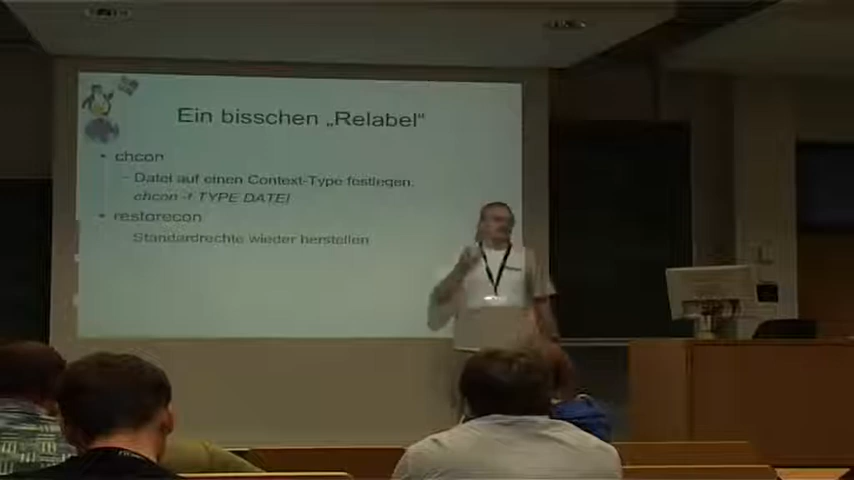 Ein bisschen „Relabel“
• chcon
– Datei auf einen Context-Type festlegen.
chcon -t TYPE DATEI
• restorecon
Standardrechte wieder herstellen